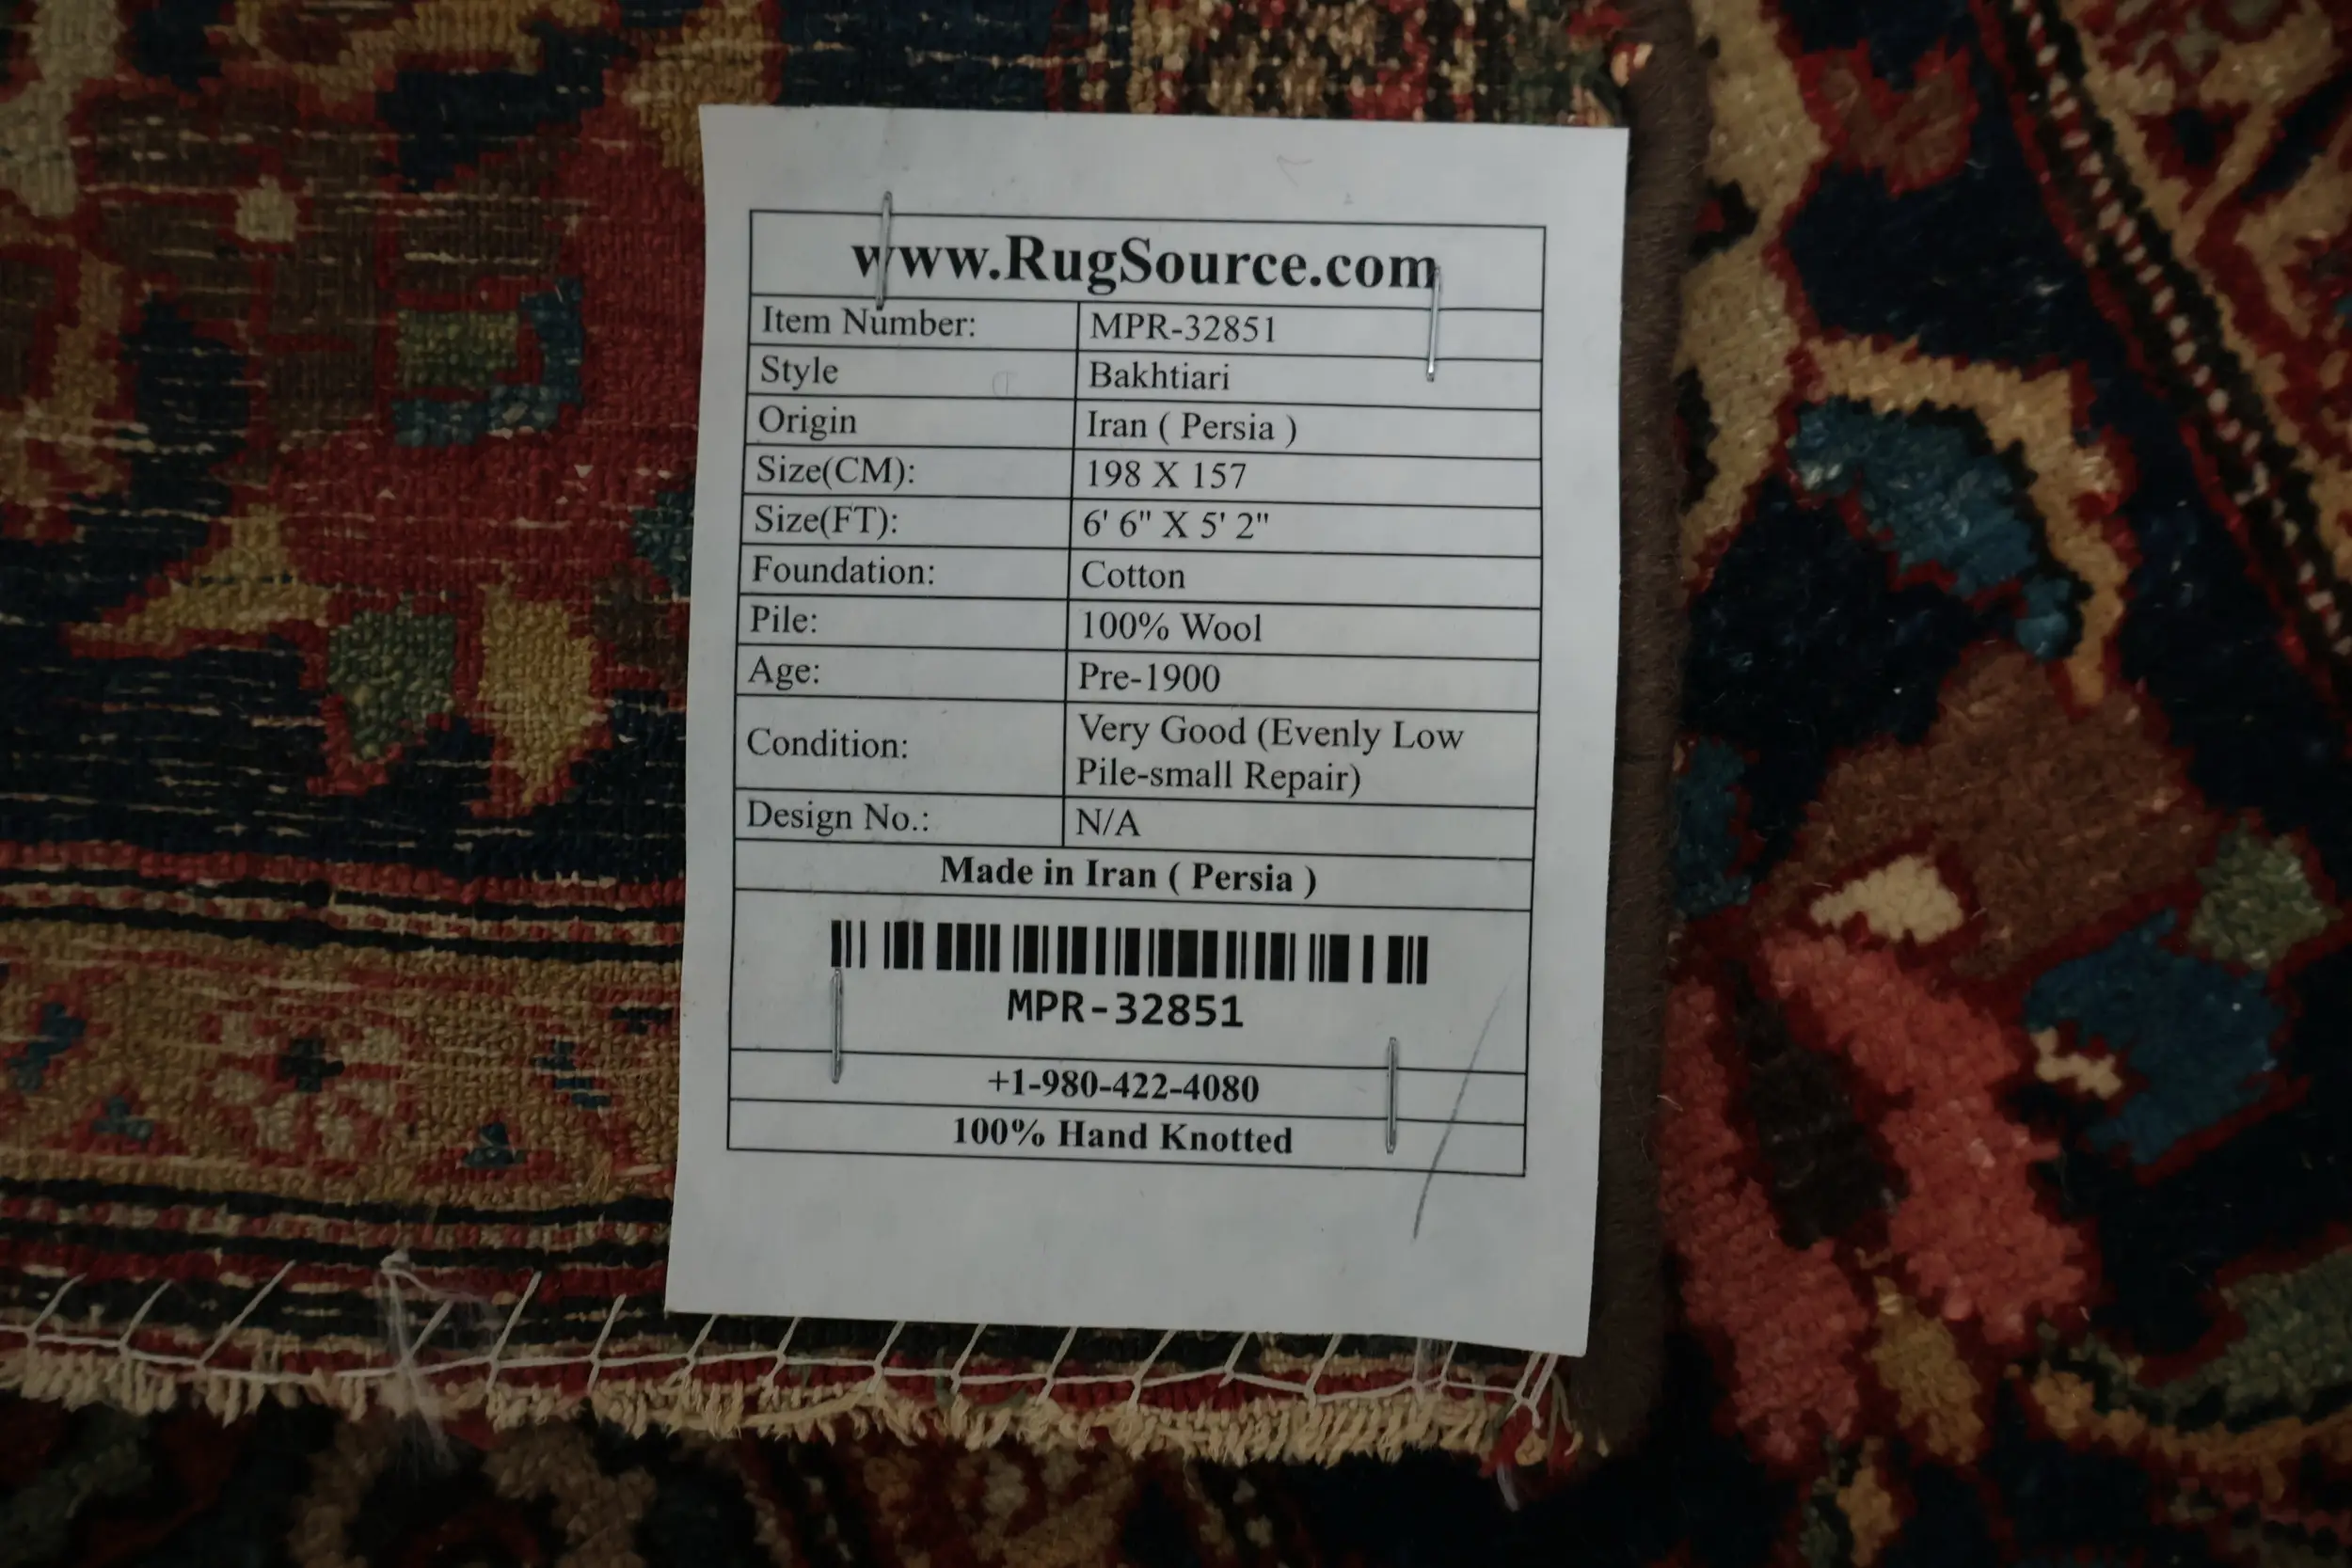 www.RugSource.com
Item Number: MPR-32851
Style Bakhtiari
Origin Iran ( Persia )
Size(CM): 198 X 157
Size(FT): 6' 6" X 5' 2"
Foundation: Cotton
Pile: 100% Wool
Age: Pre-1900
Condition: Very Good (Evenly Low
Pile-small Repair)
Design No.: N/A
Made in Iran ( Persia )
MPR-32851
+1-980-422-4080
100% Hand Knotted